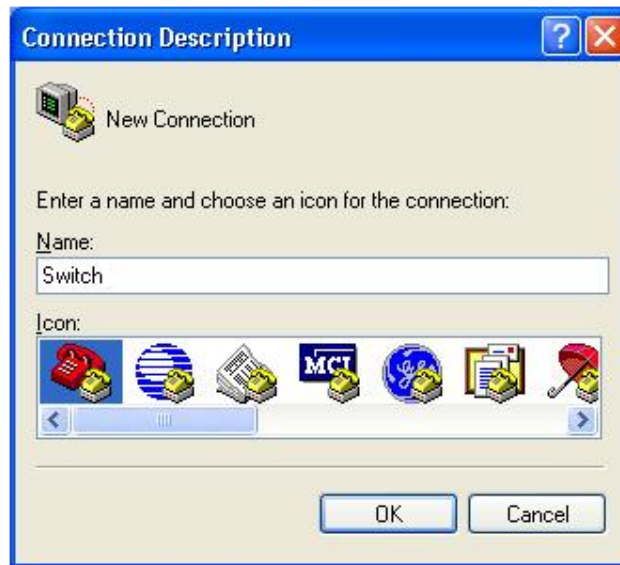 Connection Description
New Connection
Enter a name and choose an icon for the connection:
Name:
Switch
Icon:
MCI
OK Cancel